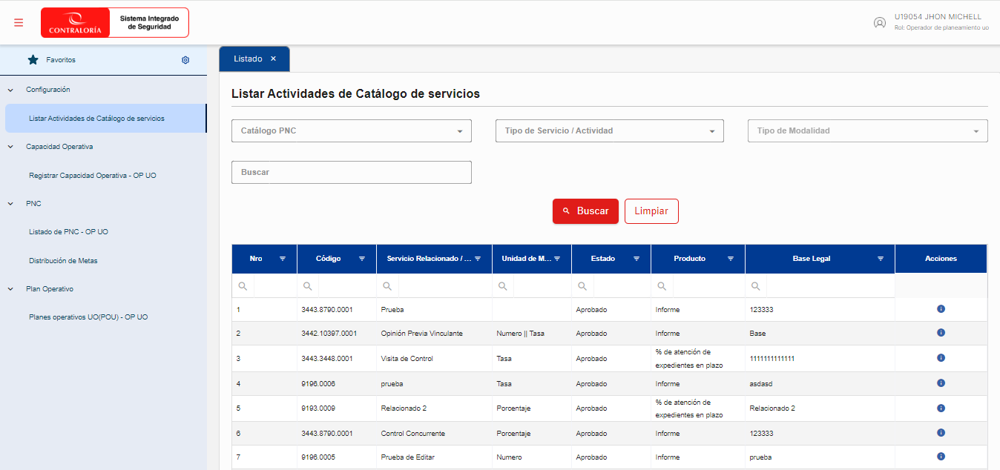 CONTRALORÍA
Sistema Integrado
de Seguridad
U19054 JHON MICHELL
Rol: Operador de planeamiento uo
Favoritos
Configuración
Listar Actividades de Catálogo de servicios
Capacidad Operativa
Registrar Capacidad Operativa - OP UO
PNC
Listado de PNC - OP UO
Distribución de Metas
Plan Operativo
Planes operativos UO(POU) - OP UO
Listado ×
Listar Actividades de Catálogo de servicios
Catálogo PNC Tipo de Servicio / Actividad Tipo de Modalidad
Buscar
Buscar Limpiar
Nro Código Servicio Relacionado / ... Unidad de M... Estado Producto Base Legal Acciones
1 3443.8790.0001 Prueba Aprobado Informe 123333
2 3442.10397.0001 Opinión Previa Vinculante Numero || Tasa Aprobado Informe Base
3 3443.3448.0001 Visita de Control Tasa Aprobado % de atención de expedientes en plazo 1111111111111
4 9196.0006 prueba Tasa Aprobado Informe asdasd
5 9193.0009 Relacionado 2 Porcentaje Aprobado % de atención de expedientes en plazo Relacionado 2
6 3443.8790.0001 Control Concurrente Porcentaje Aprobado Informe 123333
7 9196.0005 Prueba de Editar Numero Aprobado Informe prueba